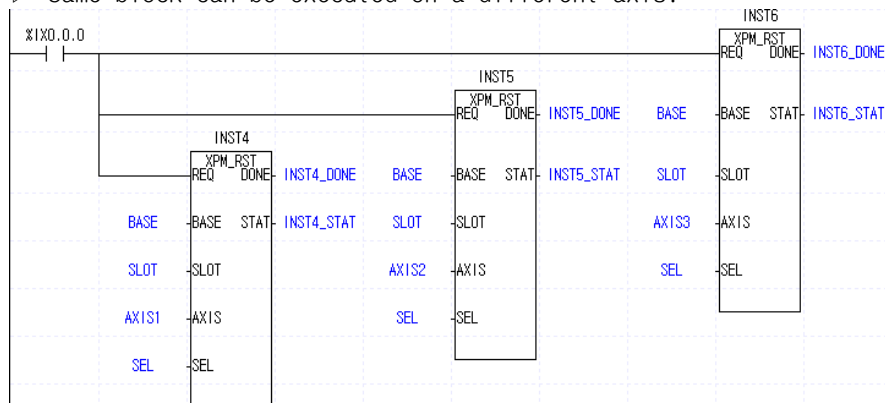 Same block can be executed on a different axis.
INST6
%IX0.0.0
XPM_RST
REQ DONE INST6_DONE
INST5
XPM_RST
REQ DONE INST5_DONE BASE BASE STAT INST6_STAT
INST4
XPM_RST
REQ DONE INST4_DONE BASE BASE STAT INST5_STAT SLOT SLOT
BASE BASE STAT INST4_STAT SLOT SLOT AXIS3 AXIS
SLOT SLOT AXIS2 AXIS SEL SEL
AXIS1 AXIS SEL SEL
SEL SEL